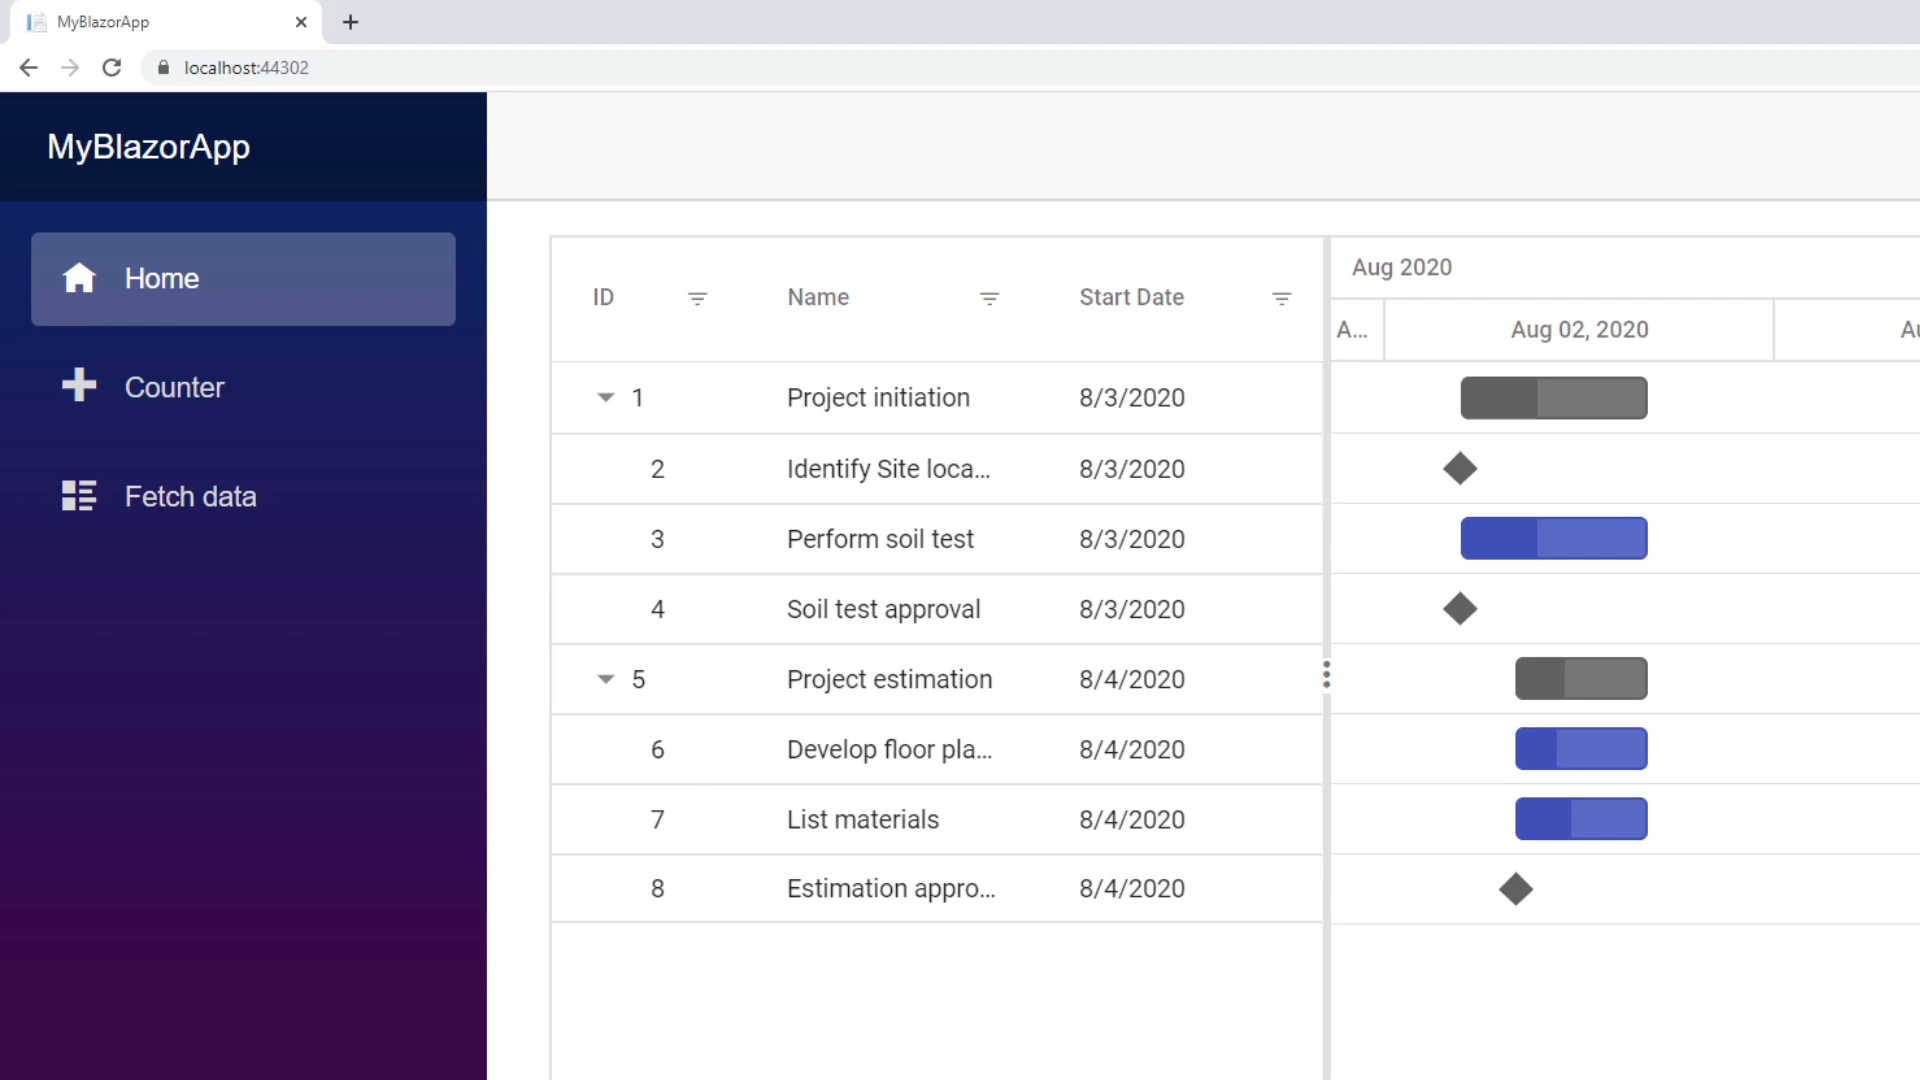 MyBlazorApp
localhost:44302
MyBlazorApp
Home
Counter
Fetch data
ID Name Start Date
Aug 2020
A... Aug 02, 2020
1 Project initiation 8/3/2020
2 Identify Site loca... 8/3/2020
3 Perform soil test 8/3/2020
4 Soil test approval 8/3/2020
5 Project estimation 8/4/2020
6 Develop floor pla... 8/4/2020
7 List materials 8/4/2020
8 Estimation appro... 8/4/2020